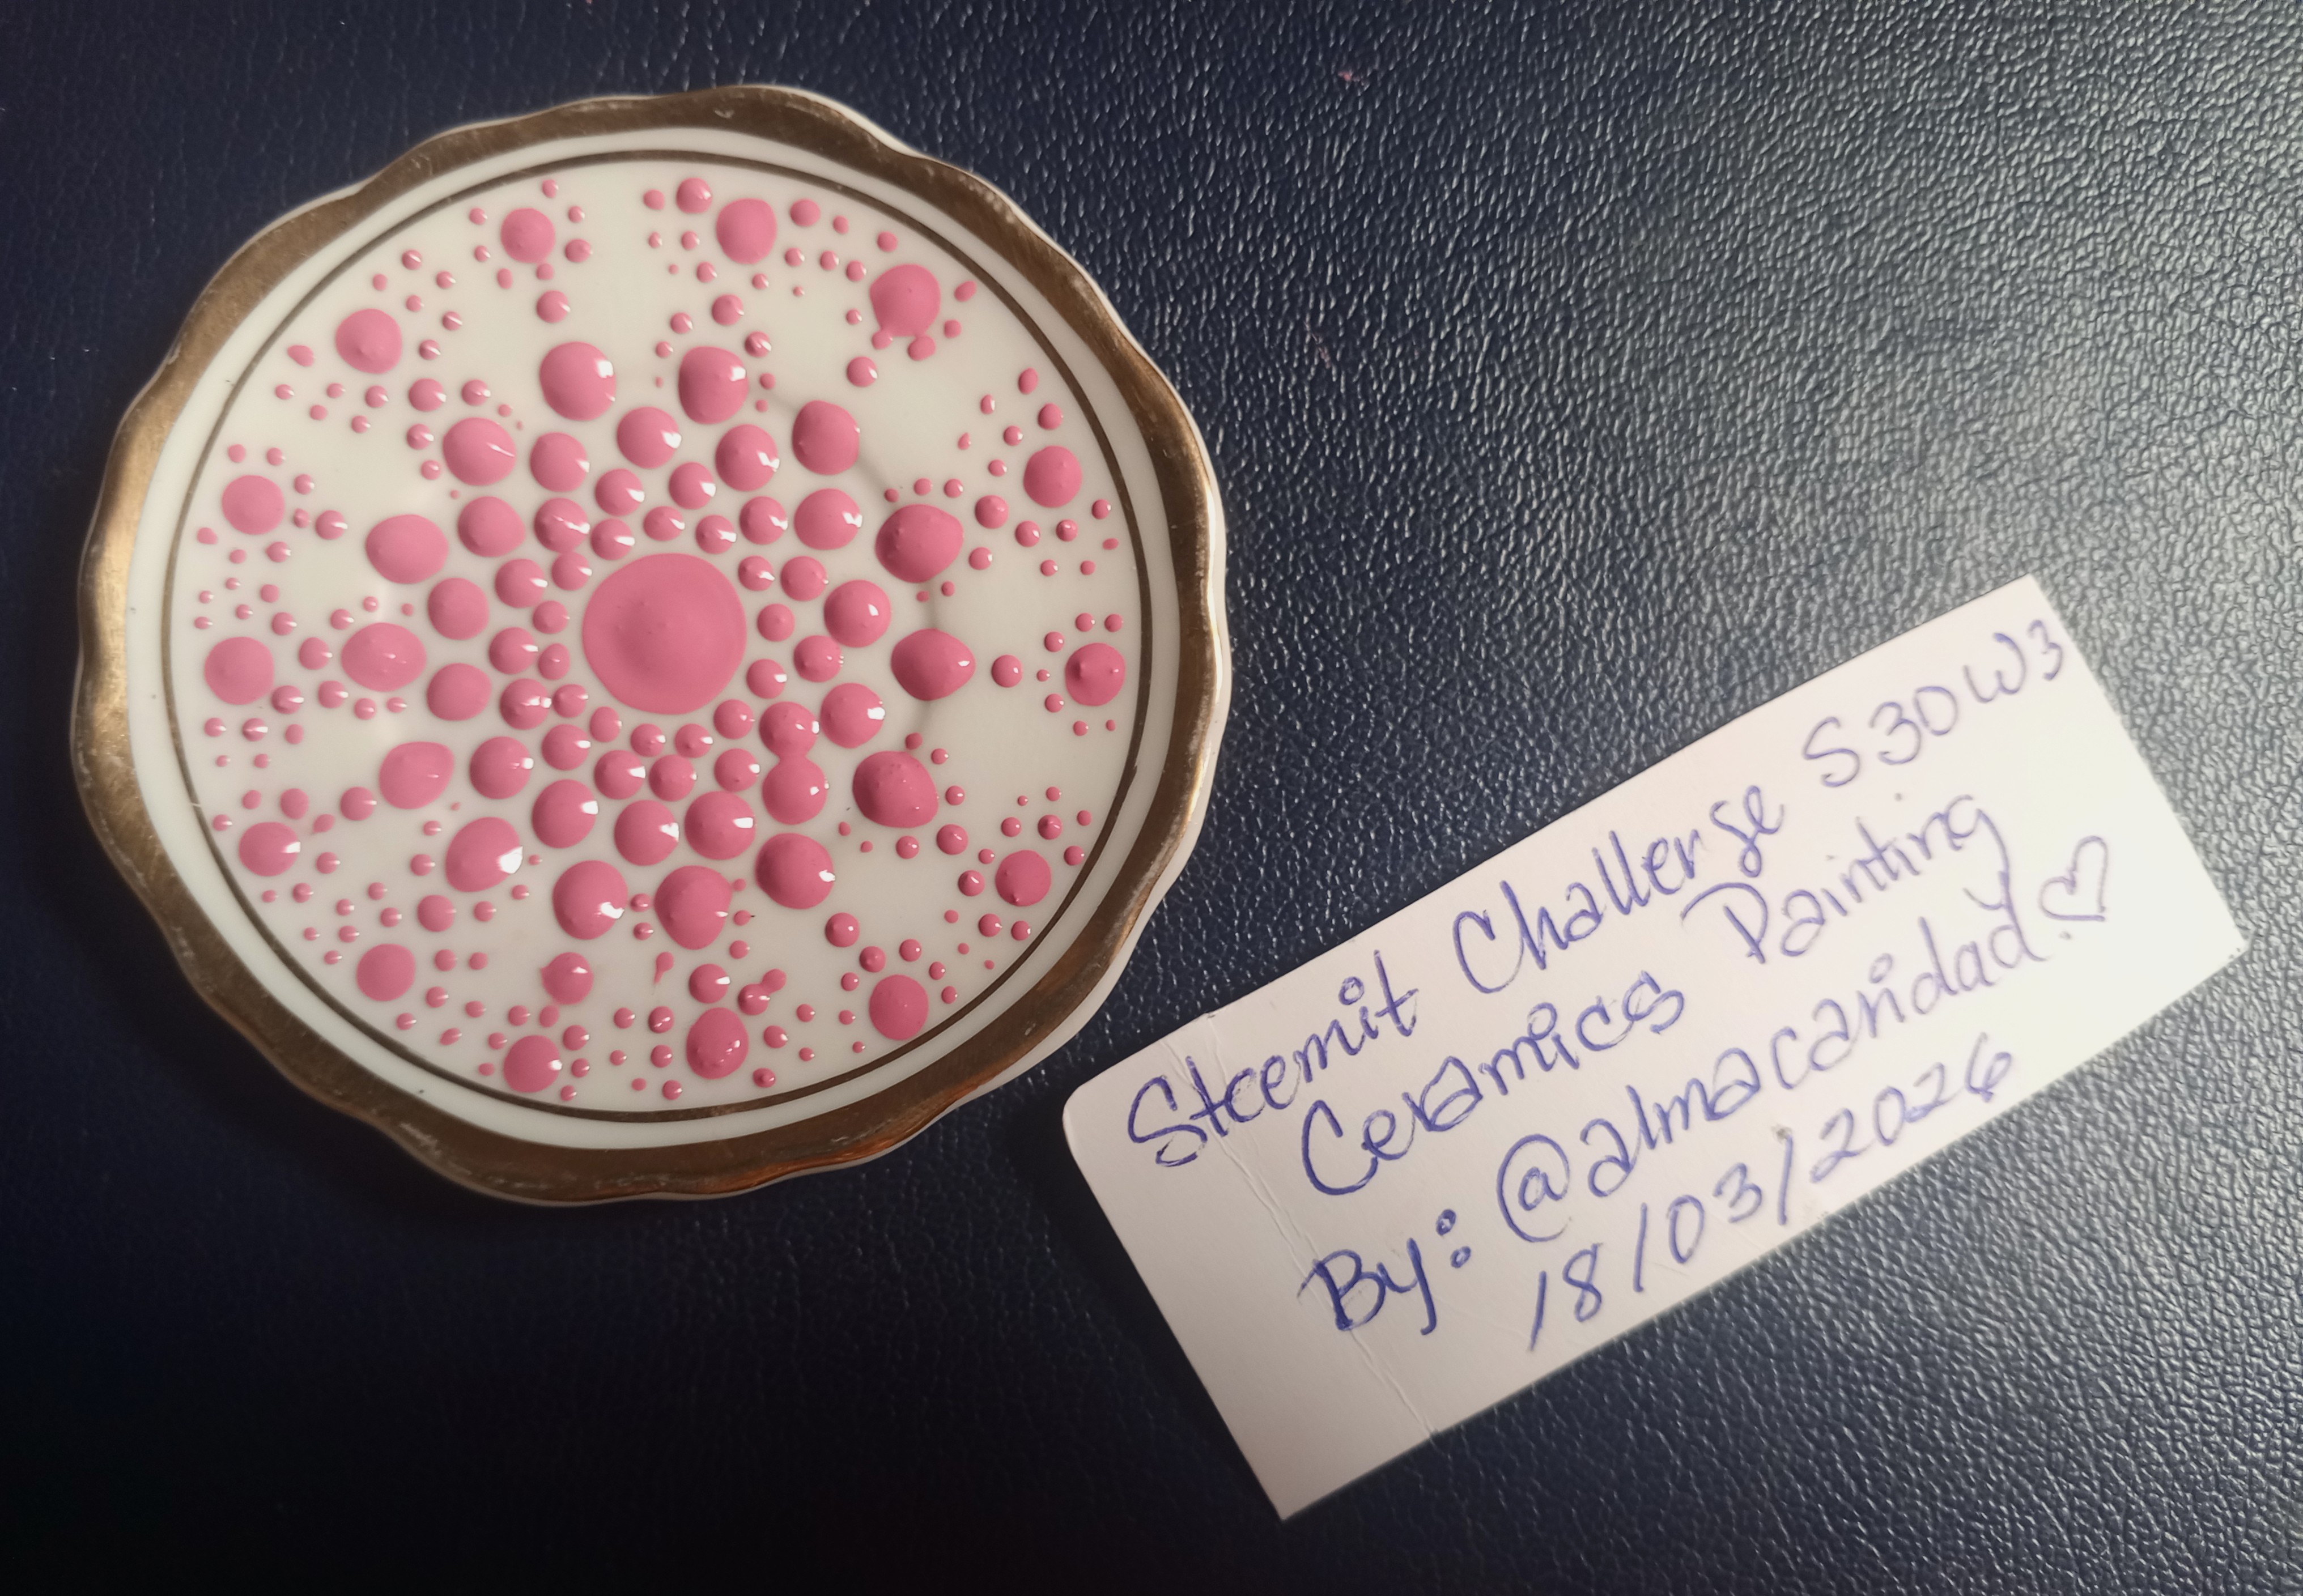 Steemit Challenge S30W3
Ceramics Painting
By: @almacaridad.♡
18/03/2026